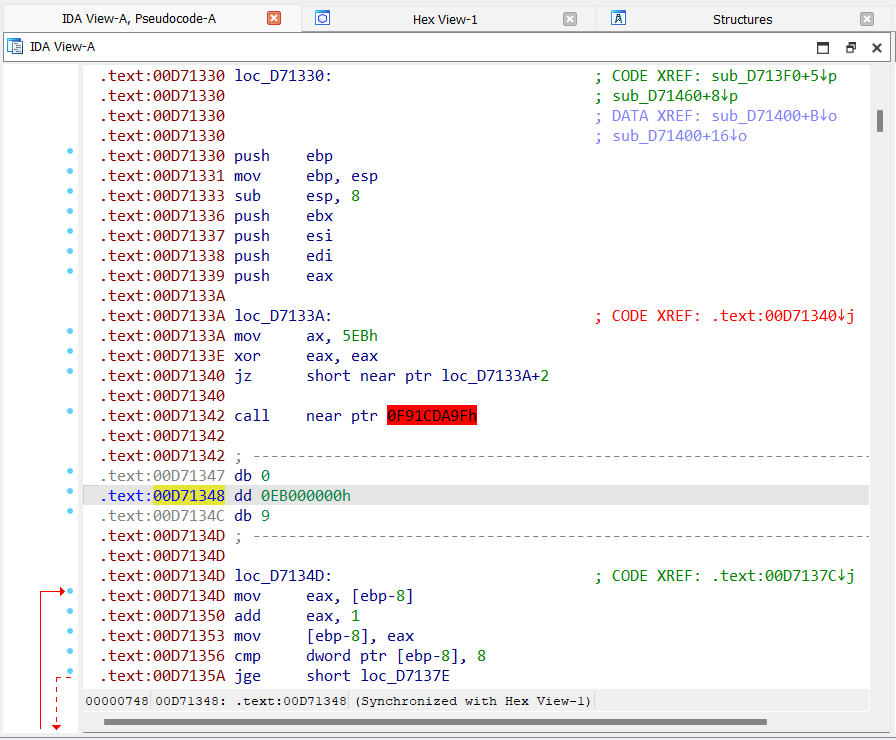 IDA View-A, Pseudocode-A Hex View-1 Structures
IDA View-A
.text:00D71330 loc_D71330: ; CODE XREF: sub_D713F0+5↓p
.text:00D71330 ; sub_D71460+8↓p
.text:00D71330 ; DATA XREF: sub_D71400+B↓o
.text:00D71330 ; sub_D71400+16↓o
.text:00D71330 push ebp
.text:00D71331 mov ebp, esp
.text:00D71333 sub esp, 8
.text:00D71336 push ebx
.text:00D71337 push esi
.text:00D71338 push edi
.text:00D71339 push eax
.text:00D7133A
.text:00D7133A loc_D7133A: ; CODE XREF: .text:00D71340↓j
.text:00D7133A mov ax, 5EBh
.text:00D7133E xor eax, eax
.text:00D71340 jz short near ptr loc_D7133A+2
.text:00D71340
.text:00D71342 call near ptr 0F91CDA9Fh
.text:00D71342
.text:00D71342 ; ---------------------------------------------------------------------
.text:00D71347 db 0
.text:00D71348 dd 0EB000000h
.text:00D7134C db 9
.text:00D7134D ; ---------------------------------------------------------------------
.text:00D7134D
.text:00D7134D loc_D7134D: ; CODE XREF: .text:00D7137C↓j
.text:00D7134D mov eax, [ebp-8]
.text:00D71350 add eax, 1
.text:00D71353 mov [ebp-8], eax
.text:00D71356 cmp dword ptr [ebp-8], 8
.text:00D7135A jge short loc_D7137E
00000748 00D71348: .text:00D71348 (Synchronized with Hex View-1)